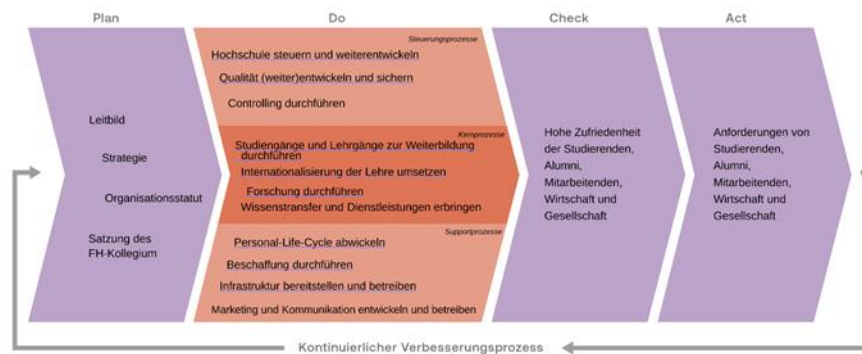 Plan
Do
Check
Act
Leitbild
Strategie
Organisationsstatut
Satzung des
FH-Kollegium
Steuerungsprozesse
Hochschule steuern und weiterentwickeln
Qualität (weiter)entwickeln und sichern
Controlling durchführen
Kernprozesse
Studiengänge und Lehrgänge zur Weiterbildung
durchführen
Internationalisierung der Lehre umsetzen
Forschung durchführen
Wissenstransfer und Dienstleistungen erbringen
Supportprozesse
Personal-Life-Cycle abwickeln
Beschaffung durchführen
Infrastruktur bereitstellen und betreiben
Marketing und Kommunikation entwickeln und betreiben
Hohe Zufriedenheit
der Studierenden,
Alumni,
Mitarbeitenden,
Wirtschaft und
Gesellschaft
Anforderungen von
Studierenden,
Alumni,
Mitarbeitenden,
Wirtschaft und
Gesellschaft
Kontinuierlicher Verbesserungsprozess